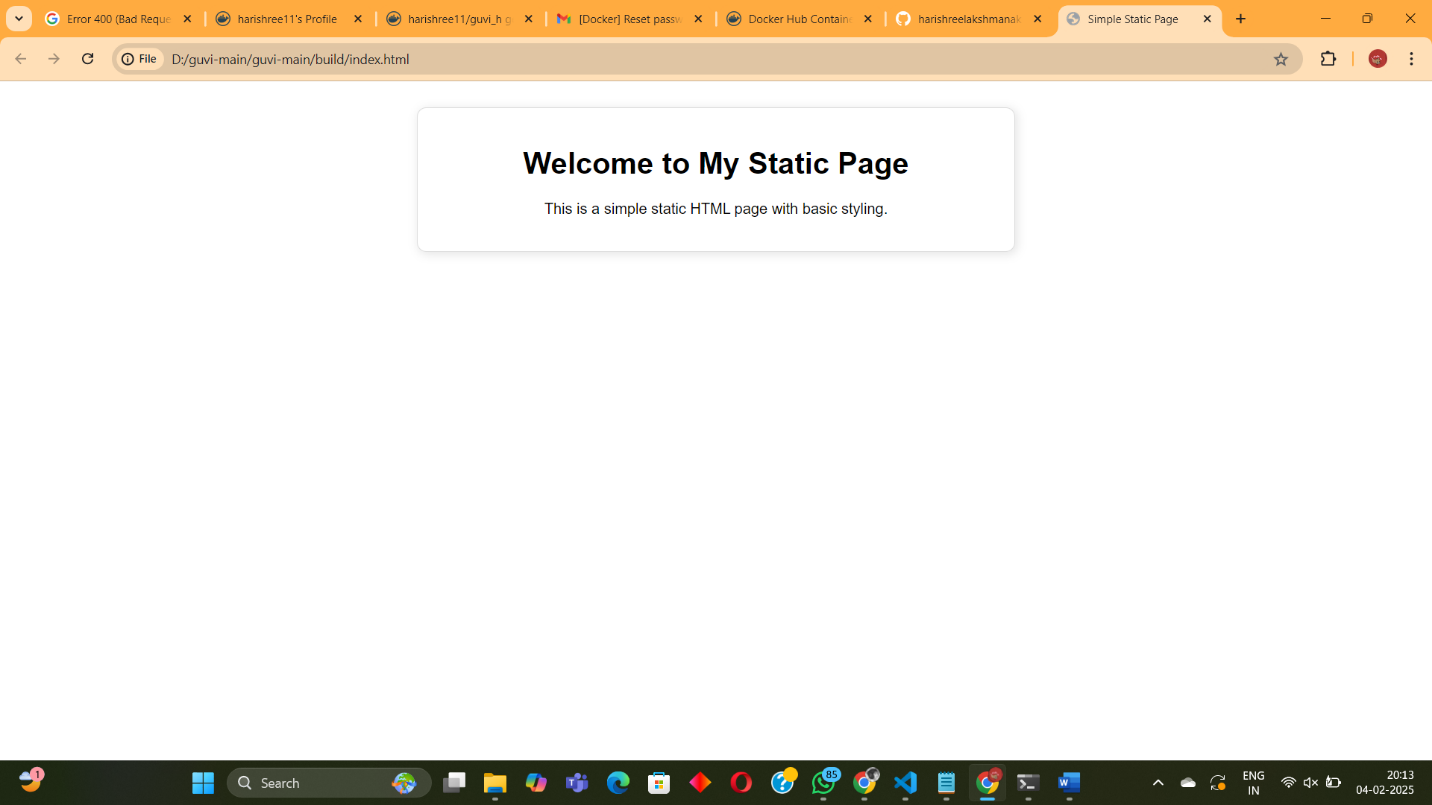 Error 400 (Bad Reque
harishree11's Profile
harishree11/guvi_h g
[Docker] Reset passw
Docker Hub Contain
harishreelakshmanak
Simple Static Page
File
D:/guvi-main/guvi-main/build/index.html
Welcome to My Static Page
This is a simple static HTML page with basic styling.
1
Search
85
ENG
IN
20:13
04-02-2025